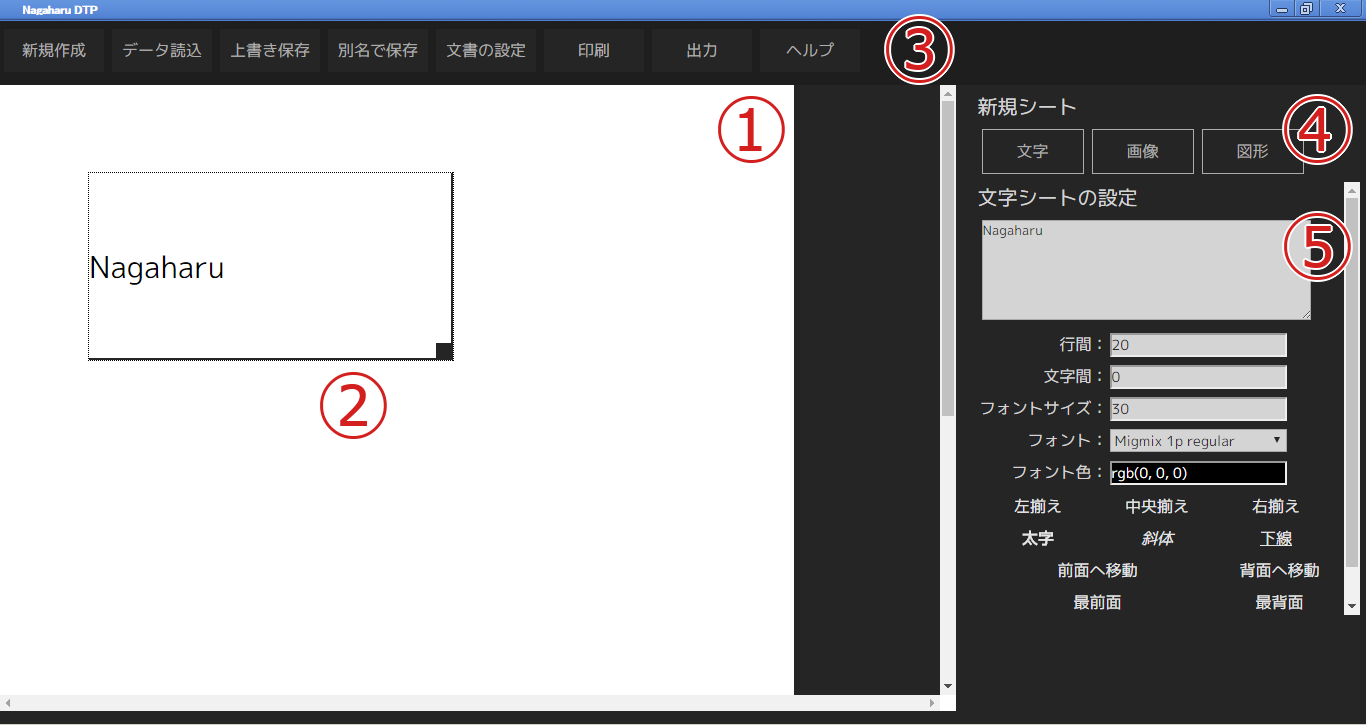 Nagaharu DTP
新規作成 データ読込 上書き保存 別名で保存 文書の設定 印刷 出力 ヘルプ ③
① 
新規シート ④
文字 画像 図形
文字シートの設定
Nagaharu ⑤
Nagaharu
②
行間： 20
文字間： 0
フォントサイズ： 30
フォント： Migmix 1p regular
フォント色： rgb(0, 0, 0)
左揃え 中央揃え 右揃え
太字 斜体 下線
前面へ移動 背面へ移動
最前面 最背面